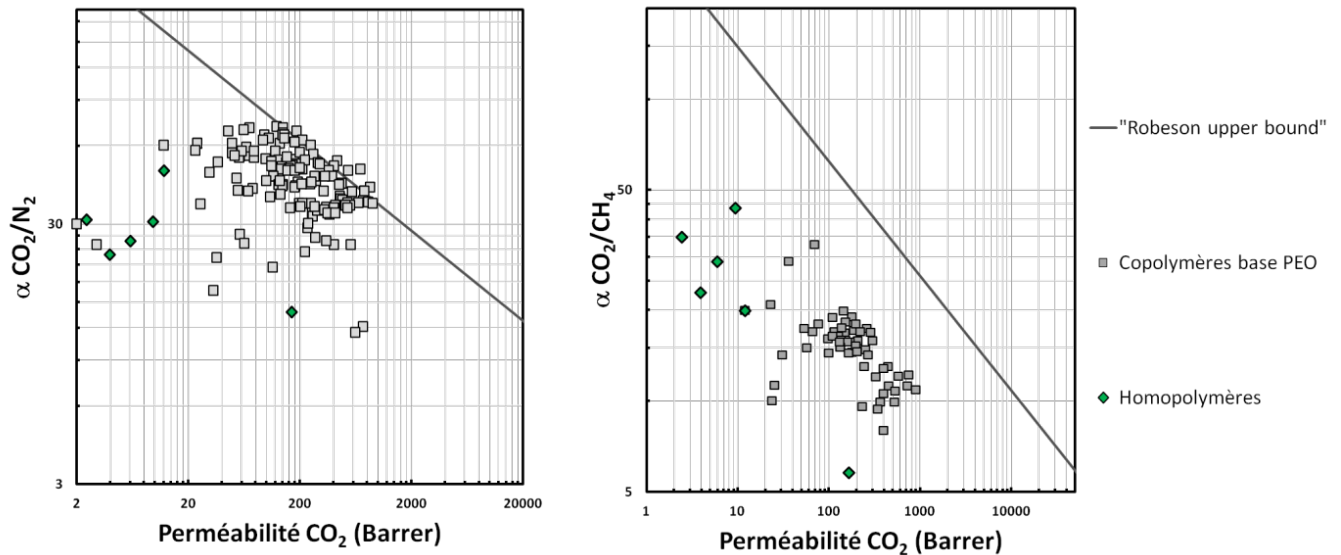 α CO₂/N₂
30
3
2 20 200 2000 20000
Perméabilité CO₂ (Barrer)
α CO₂/CH₄
50
5
1 10 100 1000 10000
Perméabilité CO₂ (Barrer)
"Robeson upper bound"
Copolymères base PEO
Homopolymères